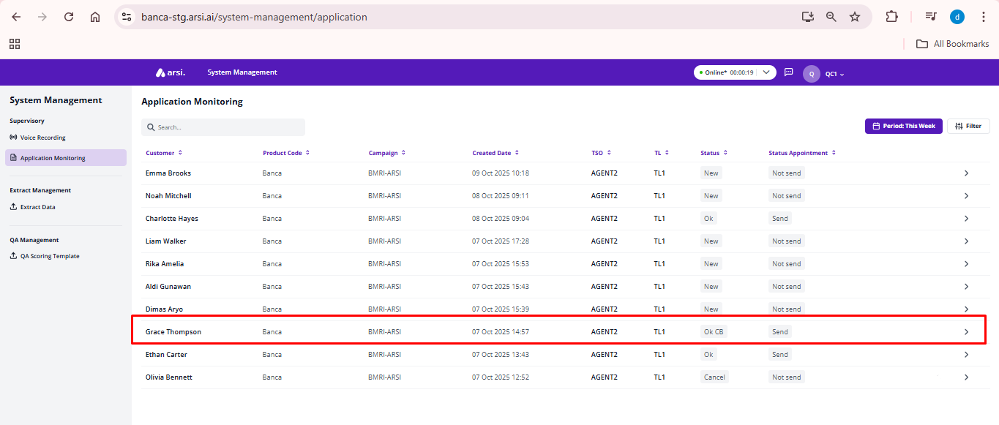 banca-stg.arsi.ai/system-management/application
d
All Bookmarks
arsi.
System Management
Online* 00:00:19
Q
QC1
System Management
Supervisory
Voice Recording
Application Monitoring
Extract Management
Extract Data
QA Management
QA Scoring Template
Application Monitoring
Search...
Period: This Week
Filter
Customer Product Code Campaign Created Date TSO TL Status Status Appointment
Emma Brooks Banca BMRI-ARSI 09 Oct 2025 10:18 AGENT2 TL1 New Not send
Noah Mitchell Banca BMRI-ARSI 08 Oct 2025 09:11 AGENT2 TL1 New Not send
Charlotte Hayes Banca BMRI-ARSI 08 Oct 2025 09:04 AGENT2 TL1 Ok Send
Liam Walker Banca BMRI-ARSI 07 Oct 2025 17:28 AGENT2 TL1 New Not send
Rika Amelia Banca BMRI-ARSI 07 Oct 2025 15:53 AGENT2 TL1 New Not send
Aldi Gunawan Banca BMRI-ARSI 07 Oct 2025 15:43 AGENT2 TL1 New Not send
Dimas Aryo Banca BMRI-ARSI 07 Oct 2025 15:39 AGENT2 TL1 New Not send
Grace Thompson Banca BMRI-ARSI 07 Oct 2025 14:57 AGENT2 TL1 Ok CB Send
Ethan Carter Banca BMRI-ARSI 07 Oct 2025 13:43 AGENT2 TL1 Ok Send
Olivia Bennett Banca BMRI-ARSI 07 Oct 2025 12:52 AGENT2 TL1 Cancel Not send